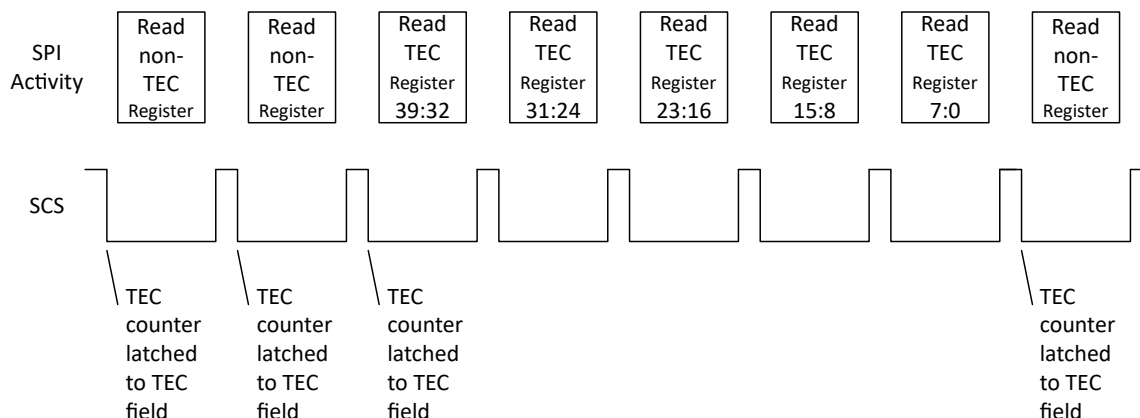 SPI
Activity
Read
non-
TEC
Register
Read
non-
TEC
Register
Read
TEC
Register
39:32
Read
TEC
Register
31:24
Read
TEC
Register
23:16
Read
TEC
Register
15:8
Read
TEC
Register
7:0
Read
non-
TEC
Register
SCS
TEC
counter
latched
to TEC
field
TEC
counter
latched
to TEC
field
TEC
counter
latched
to TEC
field
TEC
counter
latched
to TEC
field